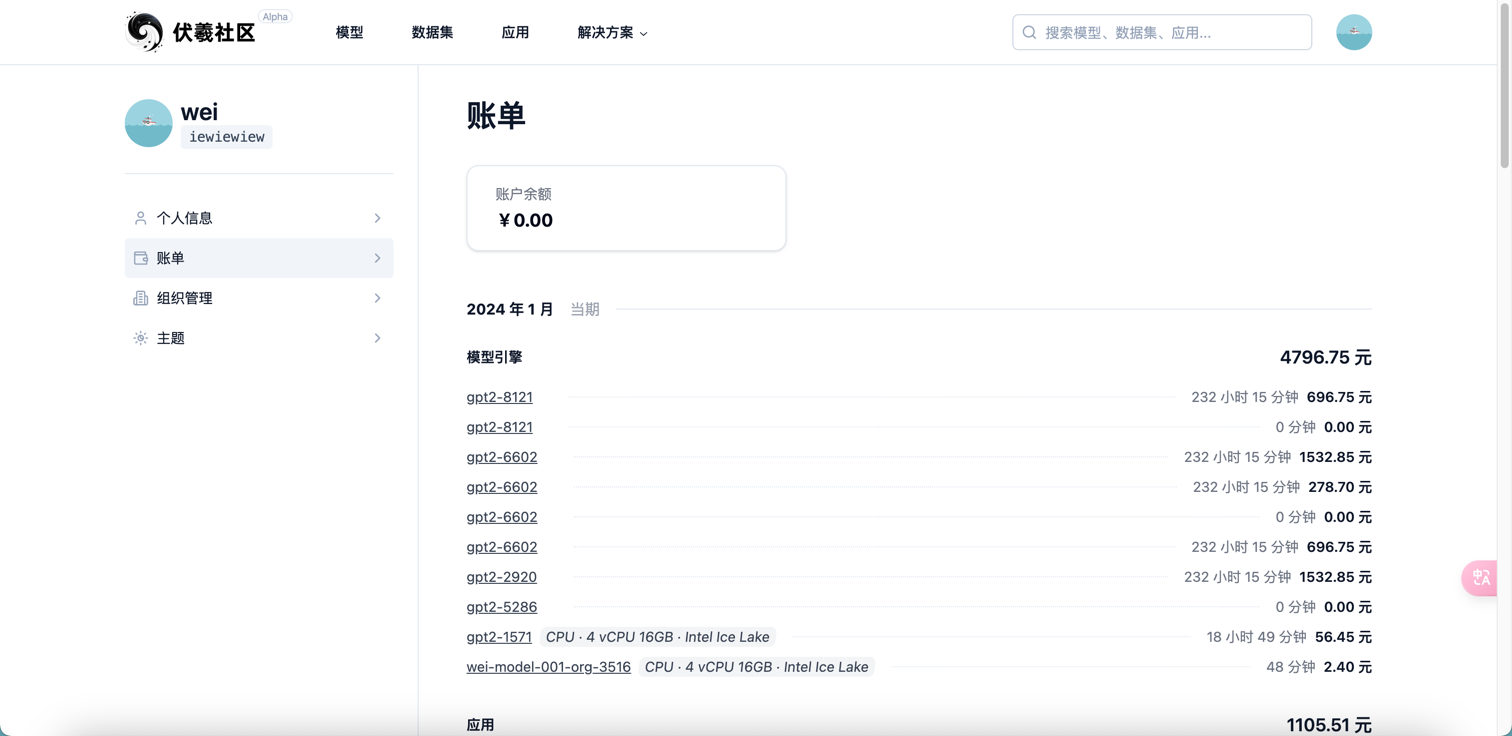 伏羲社区 Alpha 模型 数据集 应用 解决方案 搜索模型、数据集、应用...
wei
iewiewiew
个人信息
账单
组织管理
主题
账单
账户余额
¥ 0.00
2024 年 1 月 当期
模型引擎 4796.75 元
gpt2-8121 232 小时 15 分钟 696.75 元
gpt2-8121 0 分钟 0.00 元
gpt2-6602 232 小时 15 分钟 1532.85 元
gpt2-6602 232 小时 15 分钟 278.70 元
gpt2-6602 0 分钟 0.00 元
gpt2-6602 232 小时 15 分钟 696.75 元
gpt2-2920 232 小时 15 分钟 1532.85 元
gpt2-5286 0 分钟 0.00 元
gpt2-1571 CPU · 4 vCPU 16GB · Intel Ice Lake 18 小时 49 分钟 56.45 元
wei-model-001-org-3516 CPU · 4 vCPU 16GB · Intel Ice Lake 48 分钟 2.40 元
应用 1105.51 元